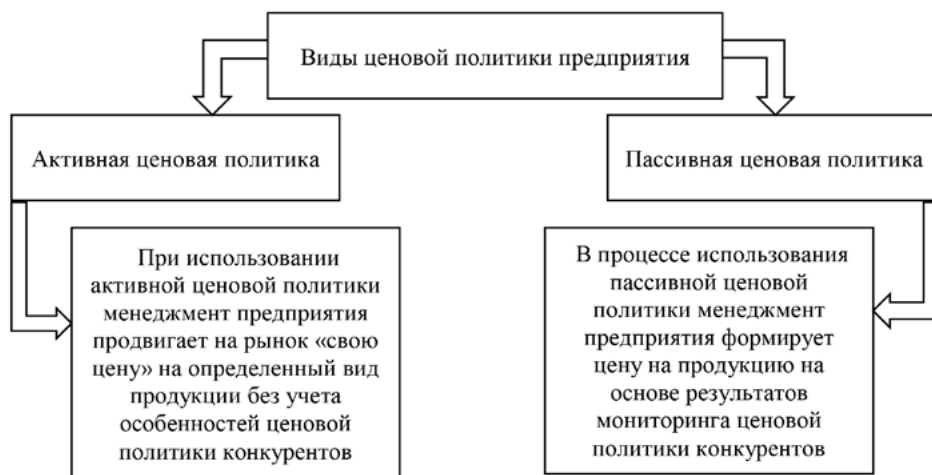 Виды ценовой политики предприятия
Активная ценовая политика
Пассивная ценовая политика
При использовании
активной ценовой политики
менеджмент предприятия
продвигает на рынок «свою
цену» на определенный вид
продукции без учета
особенностей ценовой
политики конкурентов
В процессе использования
пассивной ценовой
политики менеджмент
предприятия формирует
цену на продукцию на
основе результатов
мониторинга ценовой
политики конкурентов